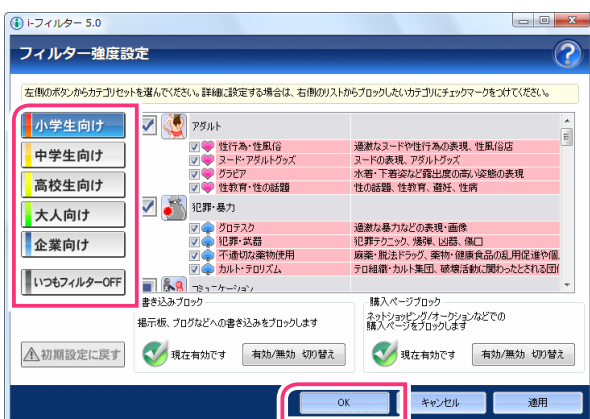 i-フィルター 5.0
フィルター強度設定
左側のボタンからカテゴリセットを選んでください。詳細に設定する場合は、右側のリストからブロックしたいカテゴリにチェックマークをつけてください。
小学生向け
中学生向け
高校生向け
大人向け
企業向け
いつもフィルターOFF
初期設定に戻す
アダルト
性行為・性風俗 過激なヌードや性行為の表現、性風俗店
ヌード・アダルトグッズ ヌードの表現、アダルトグッズ
グラビア 水着・下着姿など露出度の高い姿態の表現
性教育・性の話題 性の話題、性教育、避妊、性病
犯罪・暴力
グロテスク 過激な暴力などの表現・画像
犯罪・武器 犯罪テクニック、爆弾、凶器、傷口
不適切な薬物使用 麻薬・脱法ドラッグ、薬物・健康食品の乱用促進や個
カルト・テロリズム テロ組織・カルト集団、破壊活動に関わったとされる団
コミュニケーション
書き込みブロック
掲示板、ブログなどへの書き込みをブロックします
現在有効です 有効/無効 切り替え
購入ページブロック
ネットショッピング/オークションなどでの
購入ページをブロックします
現在有効です 有効/無効 切り替え
OK キャンセル 適用